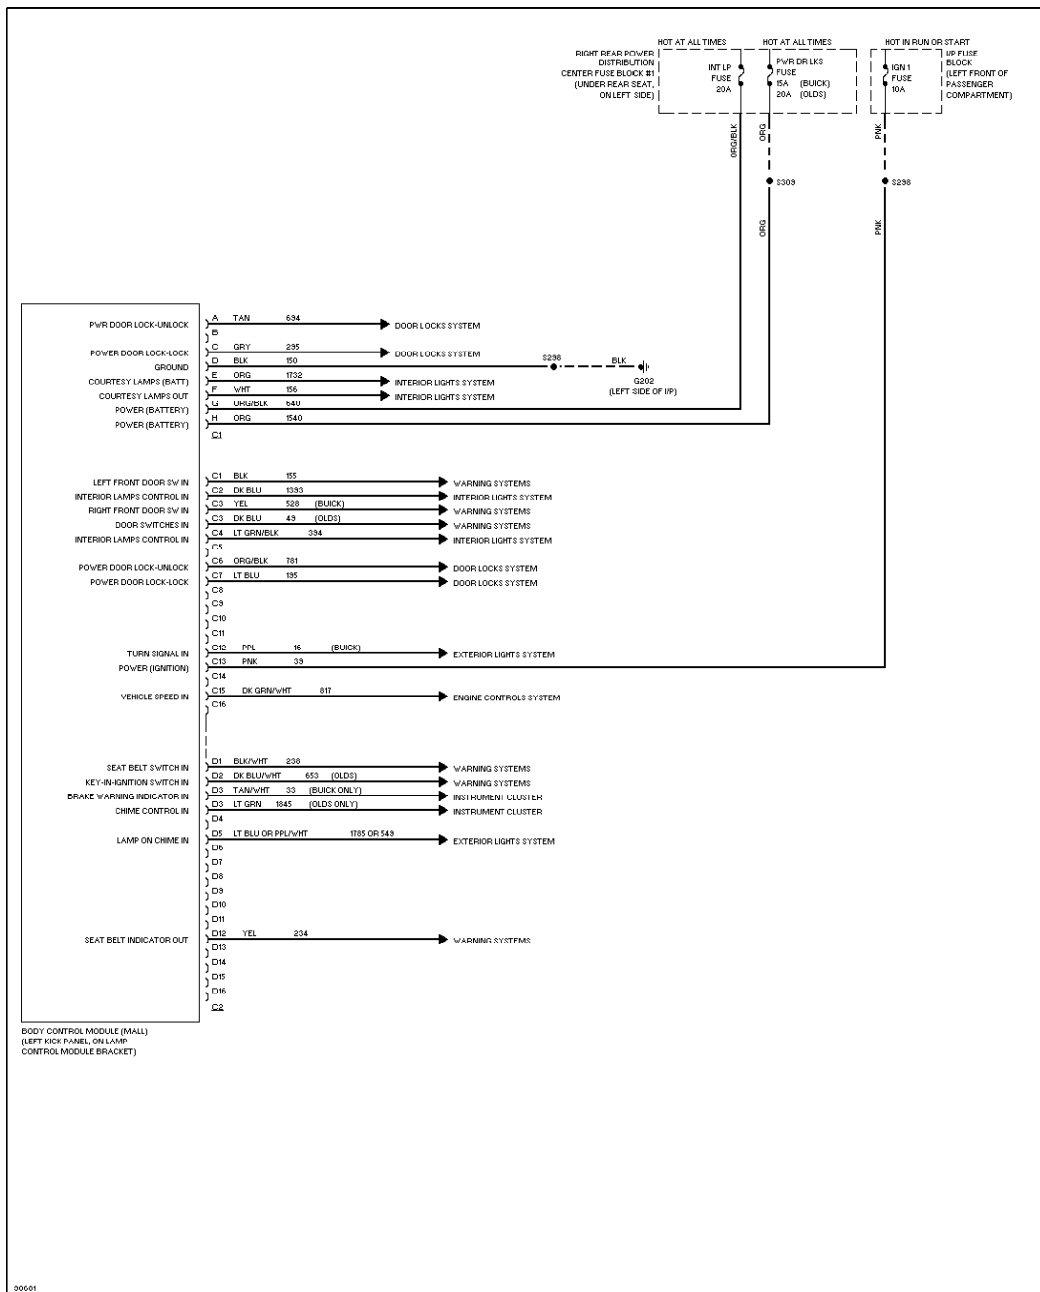 HOT AT ALL TIMES
HOT AT ALL TIMES
HOT IN RUN OR START
RIGHT REAR POWER
DISTRIBUTION
CENTER FUSE BLOCK #1
(UNDER REAR SEAT,
ON LEFT SIDE)
INT LP
FUSE
20A
PWR DR LKS
FUSE
15A (BUICK)
20A (OLDS)
IGN 1
FUSE
10A
I/P FUSE
BLOCK
(LEFT FRONT OF
PASSENGER
COMPARTMENT)
ORG/BLK
ORG
PNK
S309
S298
ORG
PNK
PWR DOOR LOCK-UNLOCK A TAN 694 DOOR LOCKS SYSTEM
B
POWER DOOR LOCK-LOCK C GRY 295 DOOR LOCKS SYSTEM
GROUND D BLK 150 S298 BLK
G202
(LEFT SIDE OF I/P)
COURTESY LAMPS (BATT) E ORG 1732 INTERIOR LIGHTS SYSTEM
COURTESY LAMPS OUT F WHT 156 INTERIOR LIGHTS SYSTEM
POWER (BATTERY) G ORG/BLK 640
POWER (BATTERY) H ORG 1540
C1
LEFT FRONT DOOR SW IN C1 BLK 155 WARNING SYSTEMS
INTERIOR LAMPS CONTROL IN C2 DK BLU 1393 INTERIOR LIGHTS SYSTEM
RIGHT FRONT DOOR SW IN C3 YEL 528 (BUICK) WARNING SYSTEMS
DOOR SWITCHES IN C3 DK BLU 49 (OLDS) WARNING SYSTEMS
INTERIOR LAMPS CONTROL IN C4 LT GRN/BLK 394 INTERIOR LIGHTS SYSTEM
C5
POWER DOOR LOCK-UNLOCK C6 ORG/BLK 781 DOOR LOCKS SYSTEM
POWER DOOR LOCK-LOCK C7 LT BLU 195 DOOR LOCKS SYSTEM
C8
C9
C10
C11
TURN SIGNAL IN C12 PPL 16 (BUICK) EXTERIOR LIGHTS SYSTEM
POWER (IGNITION) C13 PNK 39
C14
VEHICLE SPEED IN C15 DK GRN/WHT 817 ENGINE CONTROLS SYSTEM
C16
SEAT BELT SWITCH IN D1 BLK/WHT 238 WARNING SYSTEMS
KEY-IN-IGNITION SWITCH IN D2 DK BLU/WHT 653 (OLDS) WARNING SYSTEMS
BRAKE WARNING INDICATOR IN D3 TAN/WHT 33 (BUICK ONLY) INSTRUMENT CLUSTER
CHIME CONTROL IN D3 LT GRN 1845 (OLDS ONLY) INSTRUMENT CLUSTER
D4
LAMP ON CHIME IN D5 LT BLU OR PPL/WHT 1785 OR 549 EXTERIOR LIGHTS SYSTEM
D6
D7
D8
D9
D10
D11
SEAT BELT INDICATOR OUT D12 YEL 234 WARNING SYSTEMS
D13
D14
D15
D16
C2
BODY CONTROL MODULE (MALL)
(LEFT KICK PANEL, ON LAMP
CONTROL MODULE BRACKET)